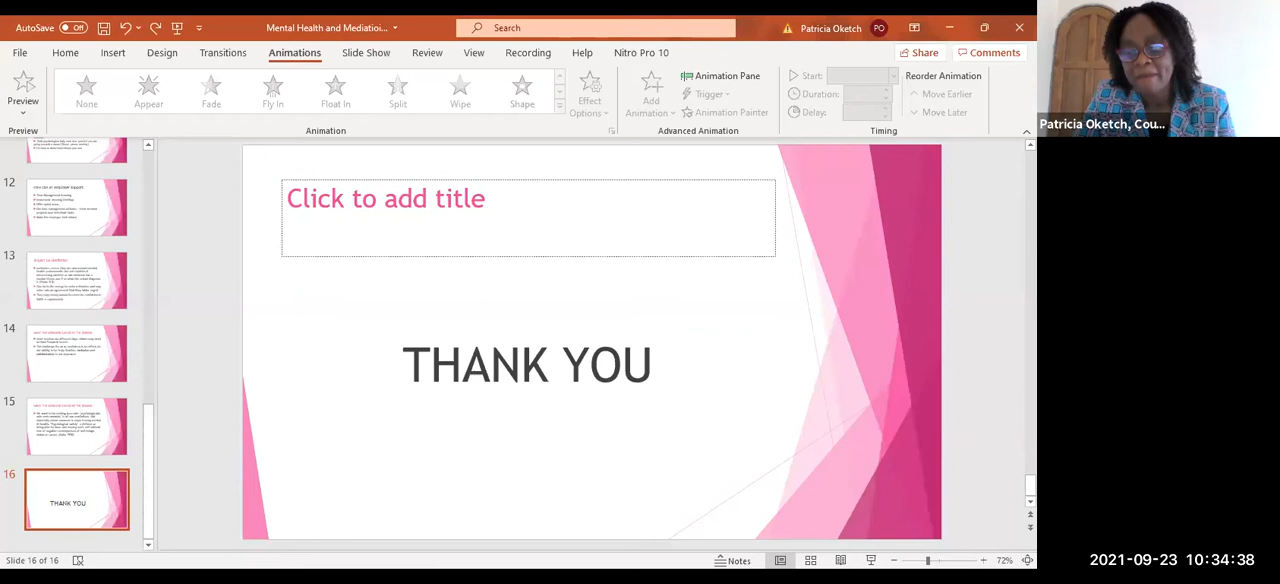 AutoSave Off Mental Health and Mediatioi... Search Patricia Oketch PO
File Home Insert Design Transitions Animations Slide Show Review View Recording Help Nitro Pro 10 Share Comments
Preview None Appear Fade Fly In Float In Split Wipe Shape Effect Options Add Animation Animation Pane Trigger Animation Painter Start: Duration: Delay: Reorder Animation Move Earlier Move Later
Preview Animation Advanced Animation Timing
Patricia Oketch, Cou...
12
13
14
15
16
THANK YOU
Click to add title
THANK YOU
Slide 16 of 16 Notes 72%
2021-09-23 10:34:38